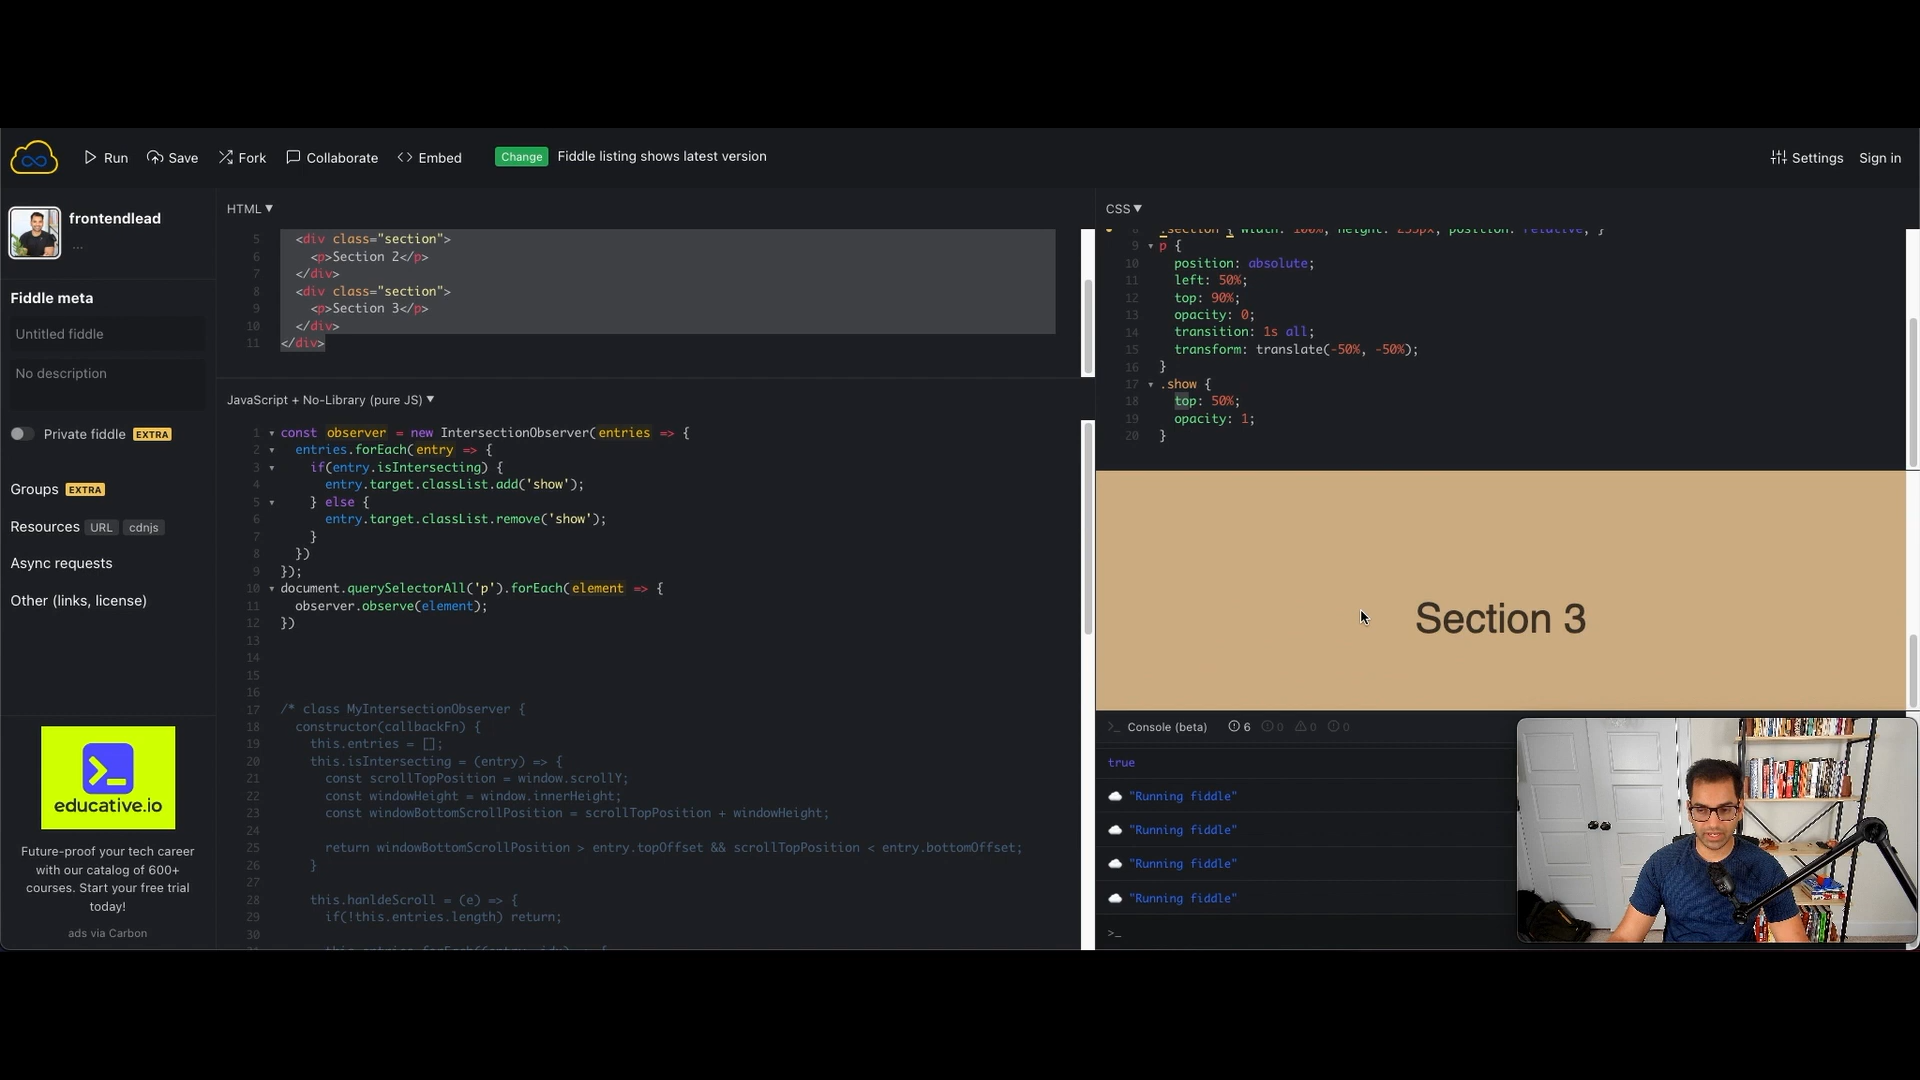 Run Save Fork Collaborate Embed Change Fiddle listing shows latest version Settings Sign in
frontendlead
...
Fiddle meta
Untitled fiddle
No description
Private fiddle EXTRA
Groups EXTRA
Resources URL cdnjs
Async requests
Other (links, license)
educative.io
Future-proof your tech career
with our catalog of 600+
courses. Start your free trial
today!
ads via Carbon
HTML ▼
5 <div class="section">
6 <p>Section 2</p>
7 </div>
8 <div class="section">
9 <p>Section 3</p>
10 </div>
11 </div>
JavaScript + No-Library (pure JS) ▼
1 const observer = new IntersectionObserver(entries => {
2 entries.forEach(entry => {
3 if(entry.isIntersecting) {
4 entry.target.classList.add('show');
5 } else {
6 entry.target.classList.remove('show');
7 }
8 })
9 });
10 document.querySelectorAll('p').forEach(element => {
11 observer.observe(element);
12 })
13
14
15
16
17 /* class MyIntersectionObserver {
18 constructor(callbackFn) {
19 this.entries = [];
20 this.isIntersecting = (entry) => {
21 const scrollTopPosition = window.scrollY;
22 const windowHeight = window.innerHeight;
23 const windowBottomScrollPosition = scrollTopPosition + windowHeight;
24
25 return windowBottomScrollPosition > entry.topOffset && scrollTopPosition < entry.bottomOffset;
26 }
27
28 this.hanldeScroll = (e) => {
29 if(!this.entries.length) return;
30
CSS ▼
8 .section { width: 100%; height: 255px; position: relative; }
9 p {
10 position: absolute;
11 left: 50%;
12 top: 90%;
13 opacity: 0;
14 transition: 1s all;
15 transform: translate(-50%, -50%);
16 }
17 .show {
18 top: 50%;
19 opacity: 1;
20 }
Section 3
>_ Console (beta) 6 0 0 0
true
"Running fiddle"
"Running fiddle"
"Running fiddle"
"Running fiddle"
>_